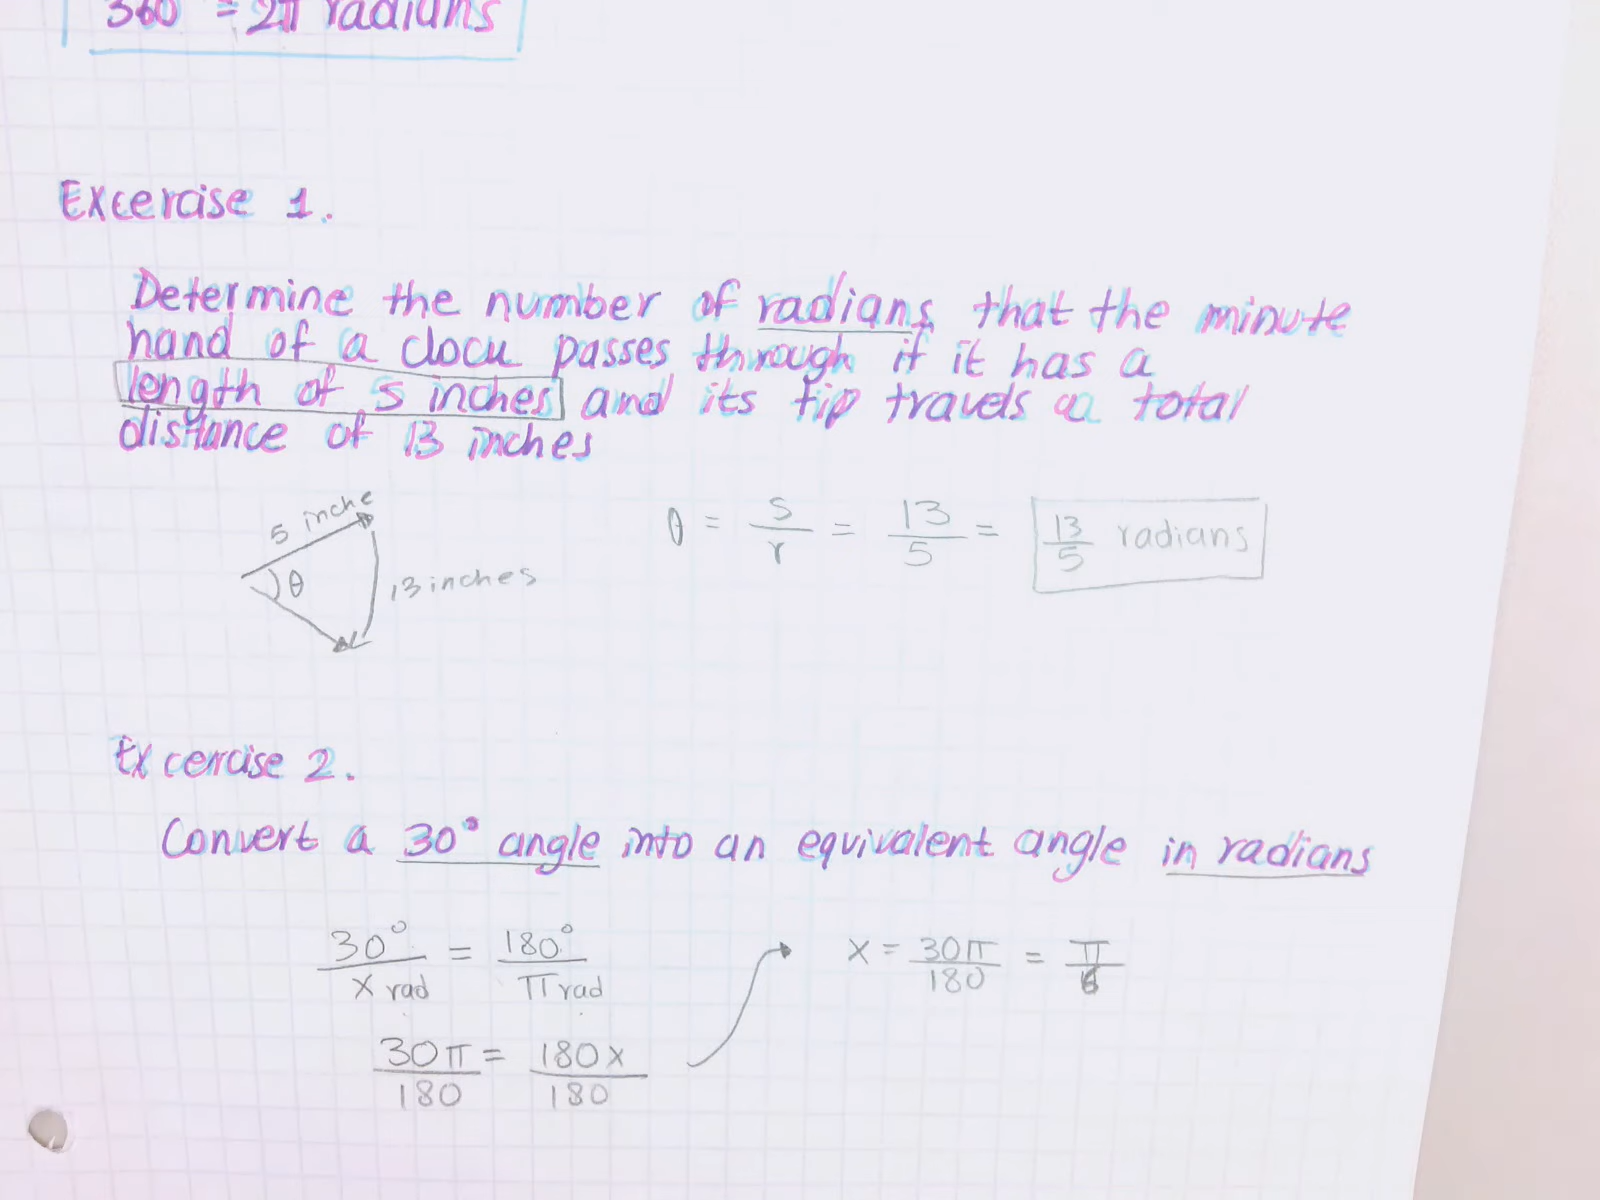 360 = 2π radians
Excercise 1.
Determine the number of radians that the minute
hand of a clock passes through if it has a
length of 5 inches and its tip travels a total
distance of 13 inches
5 inche
θ
13 inches
θ = s/r = 13/5 = 13/5 radians
Excercise 2.
Convert a 30° angle into an equivalent angle in radians
30°/x rad = 180°/π rad
x = 30π/180 = π/6
30π/180 = 180x/180